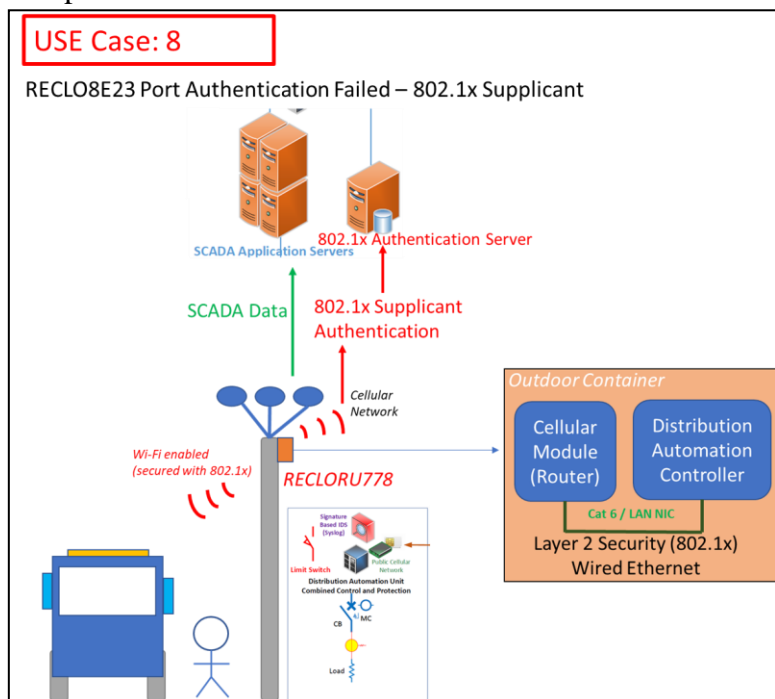 USE Case: 8
RECLO8E23 Port Authentication Failed – 802.1x Supplicant
802.1x Authentication Server
SCADA Application Servers
SCADA Data
802.1x Supplicant
Authentication
Cellular
Network
Wi-Fi enabled
(secured with 802.1x)
RECLORU778
Outdoor Container
Cellular
Module
(Router)
Distribution
Automation
Controller
Cat 6 / LAN NIC
Layer 2 Security (802.1x)
Wired Ethernet
Signature
Based IDS
(Syslog)
Limit Switch
Public Cellular
Network
Distribution Automation Unit
Combined Control and Protection
CB
MC
Load